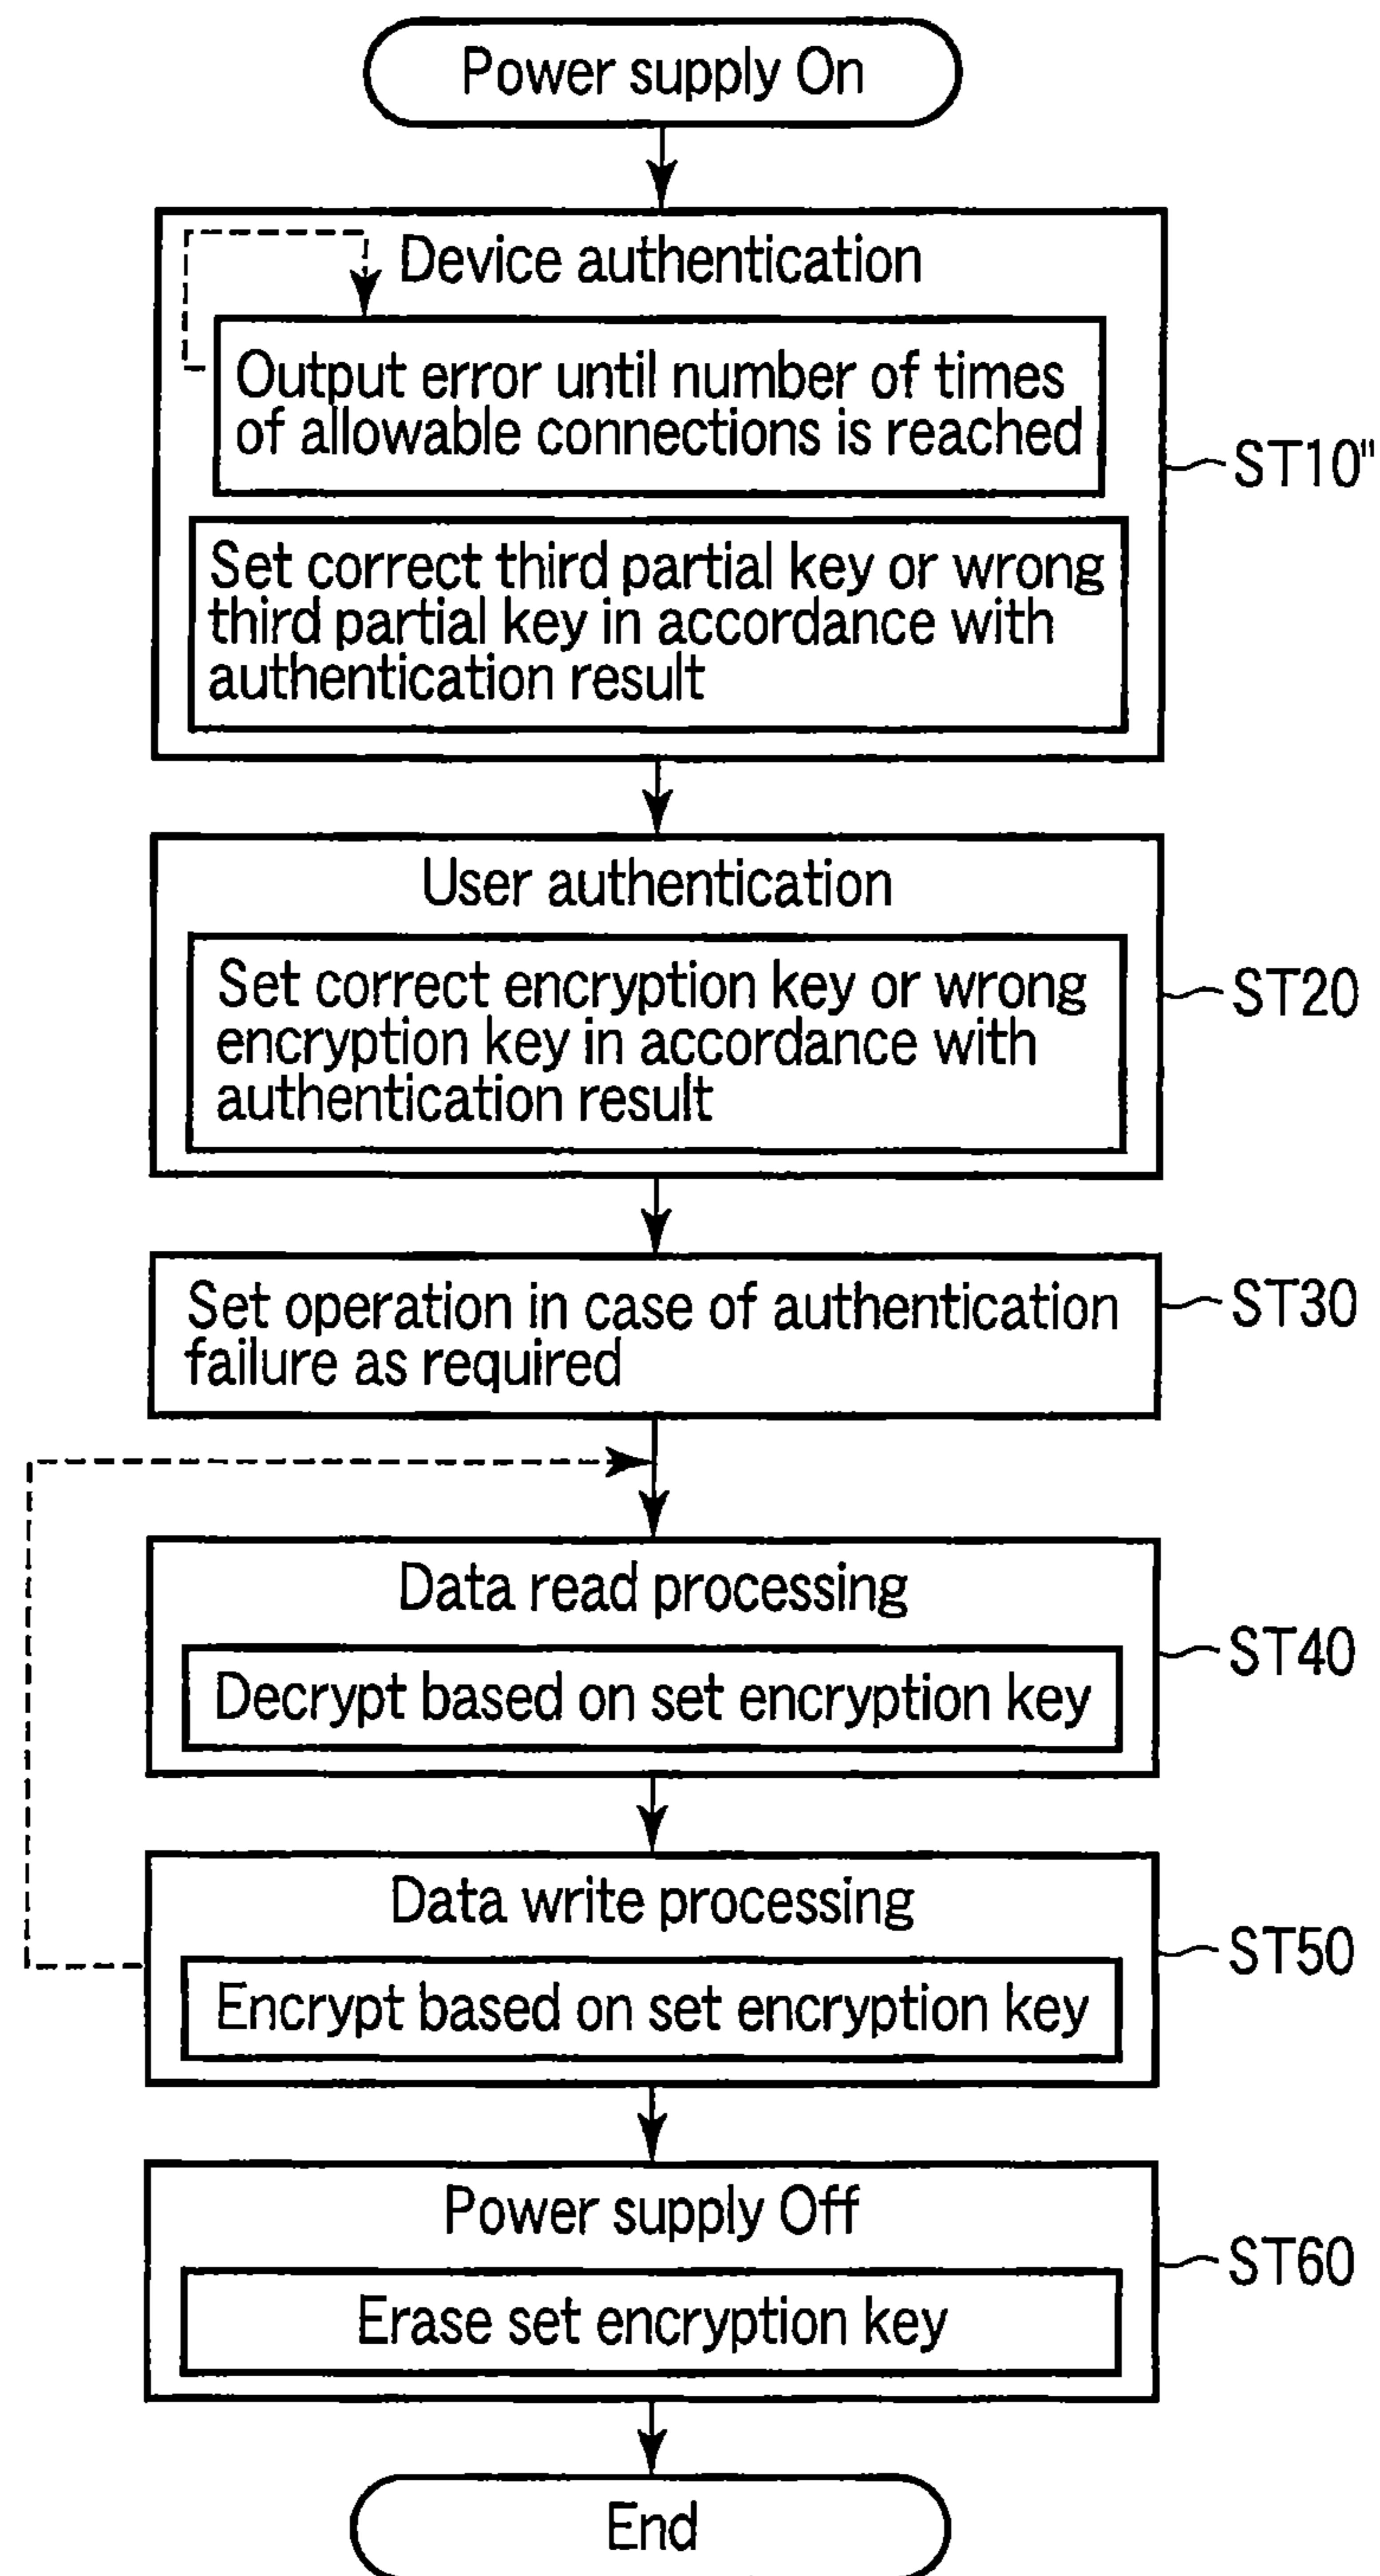 Power supply On
Device authentication
Output error until number of times
of allowable connections is reached
ST10"
Set correct third partial key or wrong
third partial key in accordance with
authentication result
User authentication
Set correct encryption key or wrong
encryption key in accordance with
authentication result
ST20
Set operation in case of authentication
failure as required
ST30
Data read processing
Decrypt based on set encryption key
ST40
Data write processing
Encrypt based on set encryption key
ST50
Power supply Off
Erase set encryption key
ST60
End